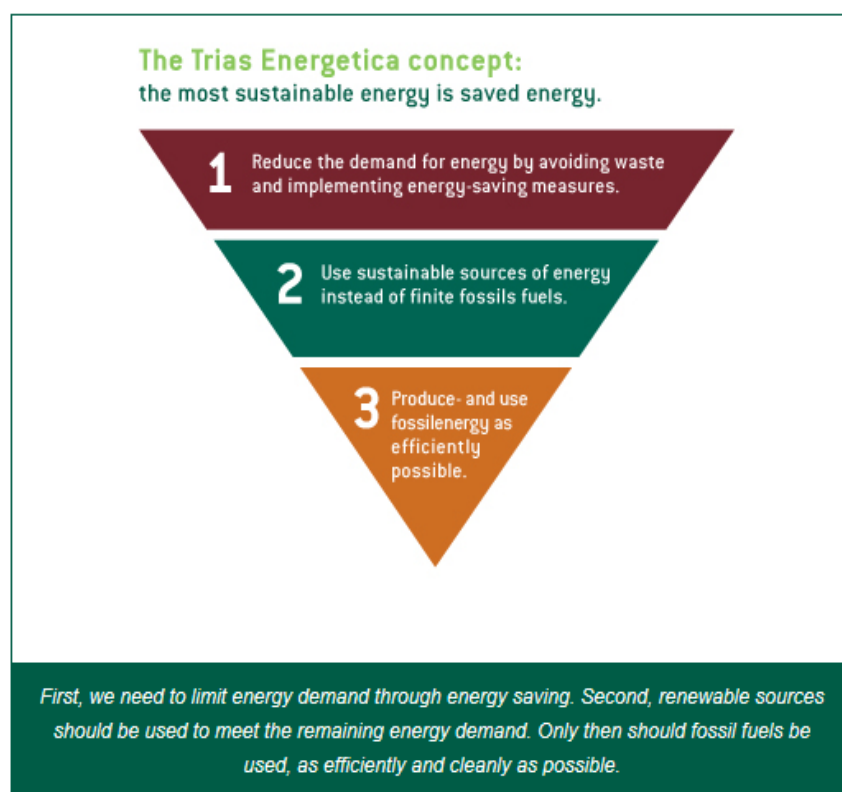 The Trias Energetica concept:
the most sustainable energy is saved energy.
1
Reduce the demand for energy by avoiding waste
and implementing energy-saving measures.
2
Use sustainable sources of energy
instead of finite fossils fuels.
3
Produce- and use
fossilenergy as
efficiently
possible.
First, we need to limit energy demand through energy saving. Second, renewable sources
should be used to meet the remaining energy demand. Only then should fossil fuels be
used, as efficiently and cleanly as possible.